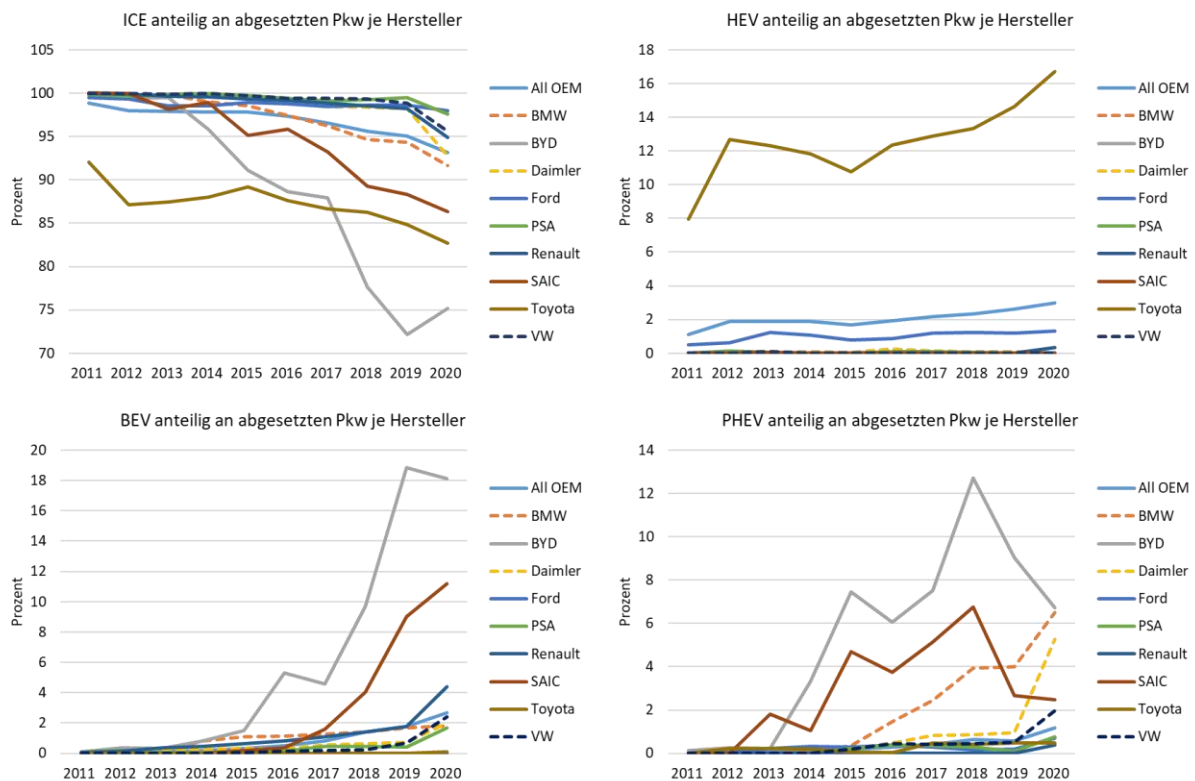 ICE anteilig an abgesetzten Pkw je Hersteller
Prozent
105
100
95
90
85
80
75
70
2011 2012 2013 2014 2015 2016 2017 2018 2019 2020
All OEM
BMW
BYD
Daimler
Ford
PSA
Renault
SAIC
Toyota
VW
HEV anteilig an abgesetzten Pkw je Hersteller
Prozent
18
16
14
12
10
8
6
4
2
0
2011 2012 2013 2014 2015 2016 2017 2018 2019 2020
All OEM
BMW
BYD
Daimler
Ford
PSA
Renault
SAIC
Toyota
VW
BEV anteilig an abgesetzten Pkw je Hersteller
Prozent
20
18
16
14
12
10
8
6
4
2
0
2011 2012 2013 2014 2015 2016 2017 2018 2019 2020
All OEM
BMW
BYD
Daimler
Ford
PSA
Renault
SAIC
Toyota
VW
PHEV anteilig an abgesetzten Pkw je Hersteller
Prozent
14
12
10
8
6
4
2
0
2011 2012 2013 2014 2015 2016 2017 2018 2019 2020
All OEM
BMW
BYD
Daimler
Ford
PSA
Renault
SAIC
Toyota
VW